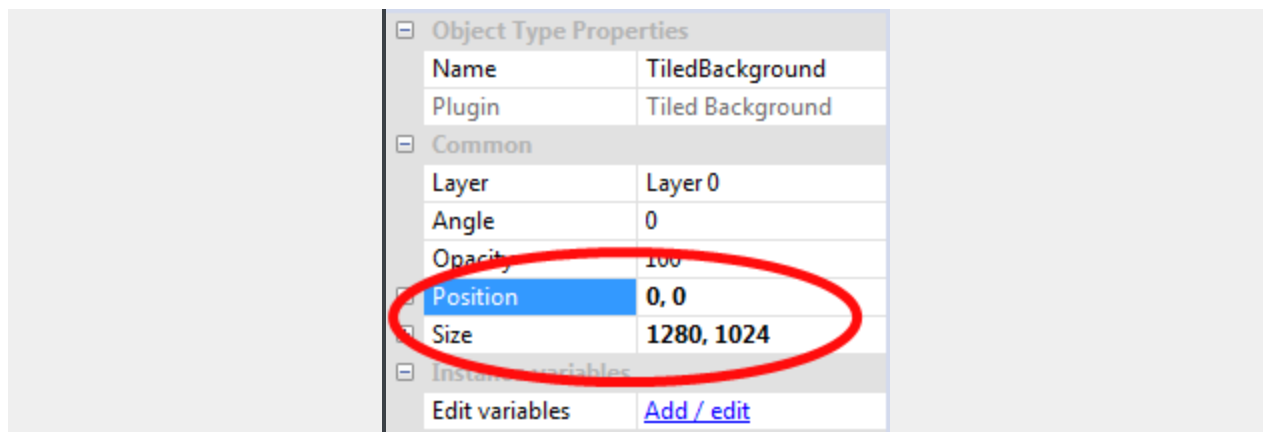 Object Type Properties
Name TiledBackground
Plugin Tiled Background
Common
Layer Layer 0
Angle 0
Opacity 100
Position 0, 0
Size 1280, 1024
Instance variables
Edit variables Add / edit